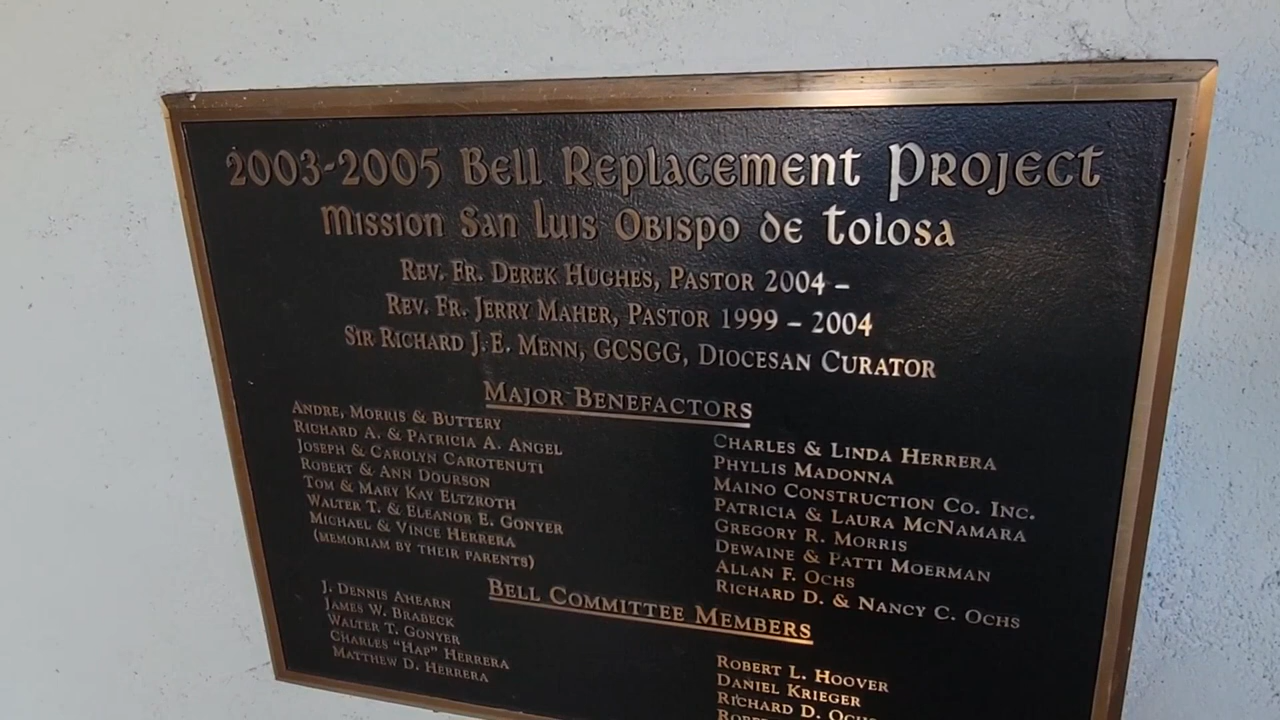 2003-2005 Bell Replacement Project
Mission San Luis Obispo de Tolosa
Rev. Fr. Derek Hughes, Pastor 2004 –
Rev. Fr. Jerry Maher, Pastor 1999 – 2004
Sir Richard J. E. Menn, GCSGG, Diocesan Curator
Major Benefactors
Andre, Morris & Buttery
Richard A. & Patricia A. Angel
Joseph & Carolyn Carotenuti
Robert & Ann Dourson
Tom & Mary Kay Eltzroth
Walter T. & Eleanor E. Gonyer
Michael & Vince Herrera
(memoriam by their parents)
Charles & Linda Herrera
Phyllis Madonna
Maino Construction Co. Inc.
Patricia & Laura McNamara
Gregory R. Morris
Dewaine & Patti Moerman
Allan F. Ochs
Richard D. & Nancy C. Ochs
Bell Committee Members
J. Dennis Ahearn
James W. Brabeck
Walter T. Gonyer
Charles "Hap" Herrera
Matthew D. Herrera
Robert L. Hoover
Daniel Krieger
Richard D. Ochs